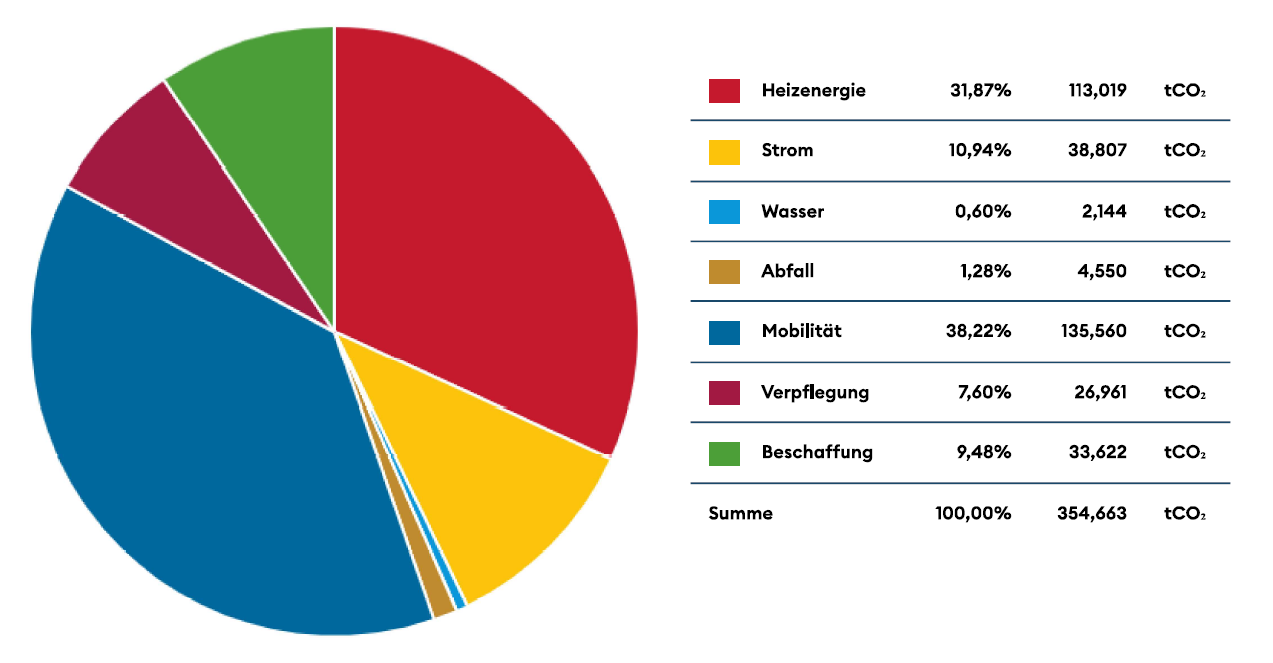 Heizenergie 31,87% 113,019 tCO₂
Strom 10,94% 38,807 tCO₂
Wasser 0,60% 2,144 tCO₂
Abfall 1,28% 4,550 tCO₂
Mobilität 38,22% 135,560 tCO₂
Verpflegung 7,60% 26,961 tCO₂
Beschaffung 9,48% 33,622 tCO₂
Summe 100,00% 354,663 tCO₂